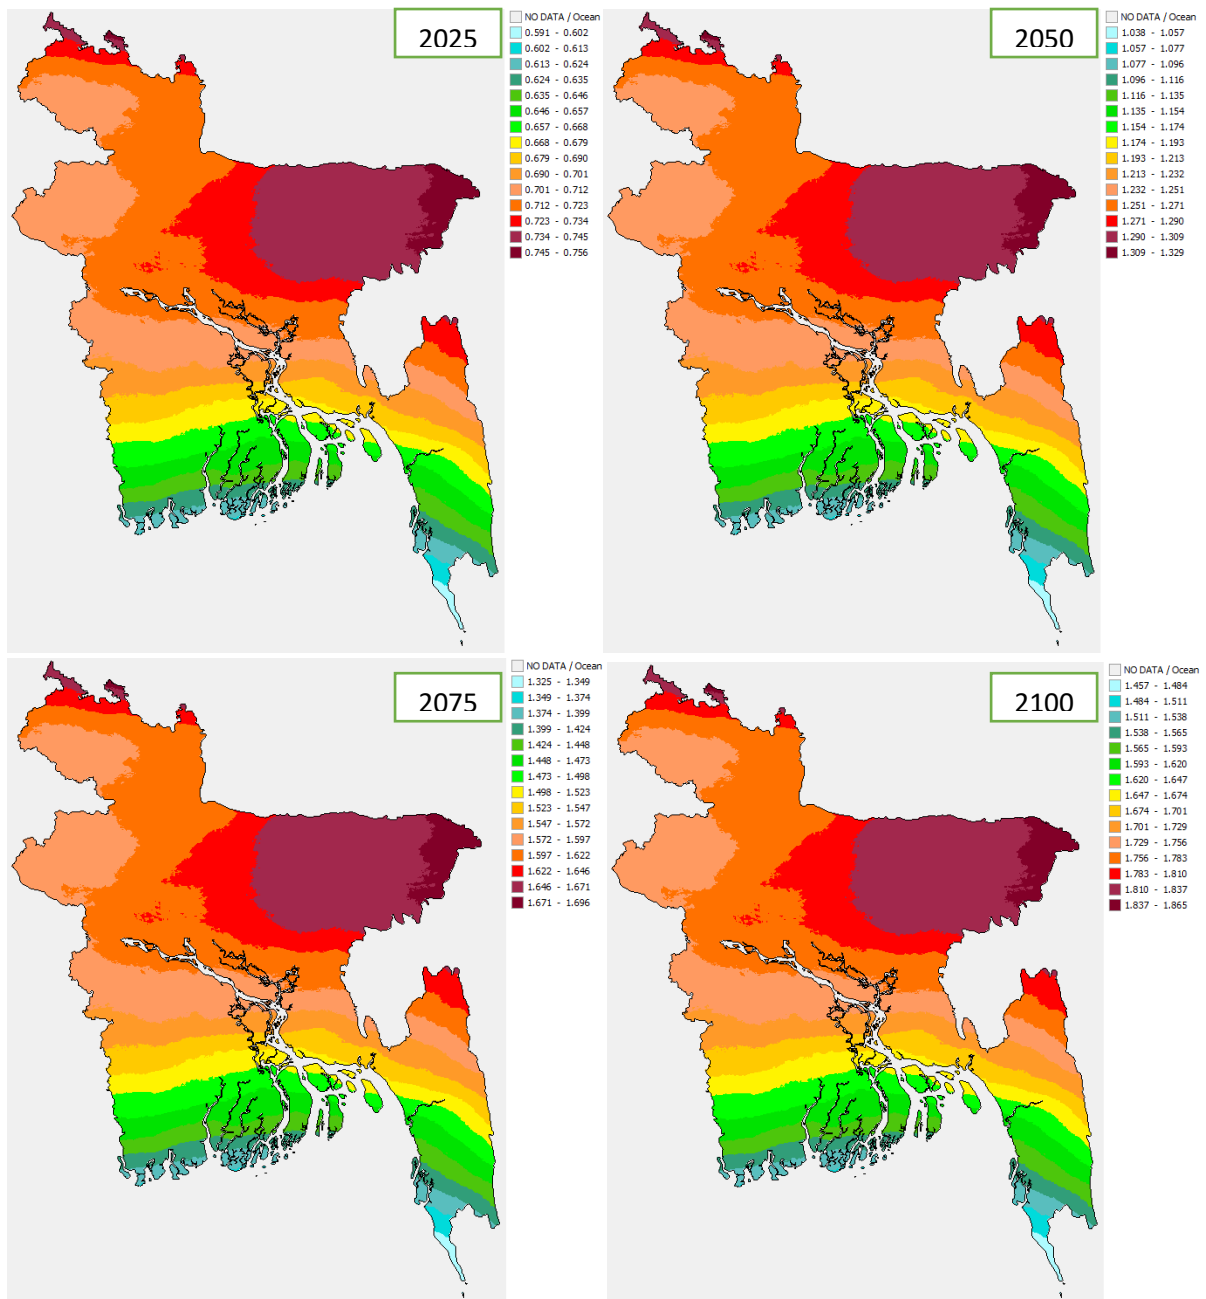 2025
NO DATA / Ocean
0.591 - 0.602
0.602 - 0.613
0.613 - 0.624
0.624 - 0.635
0.635 - 0.646
0.646 - 0.657
0.657 - 0.668
0.668 - 0.679
0.679 - 0.690
0.690 - 0.701
0.701 - 0.712
0.712 - 0.723
0.723 - 0.734
0.734 - 0.745
0.745 - 0.756
2050
NO DATA / Ocean
1.038 - 1.057
1.057 - 1.077
1.077 - 1.096
1.096 - 1.116
1.116 - 1.135
1.135 - 1.154
1.154 - 1.174
1.174 - 1.193
1.193 - 1.213
1.213 - 1.232
1.232 - 1.251
1.251 - 1.271
1.271 - 1.290
1.290 - 1.309
1.309 - 1.329
2075
NO DATA / Ocean
1.325 - 1.349
1.349 - 1.374
1.374 - 1.399
1.399 - 1.424
1.424 - 1.448
1.448 - 1.473
1.473 - 1.498
1.498 - 1.523
1.523 - 1.547
1.547 - 1.572
1.572 - 1.597
1.597 - 1.622
1.622 - 1.646
1.646 - 1.671
1.671 - 1.696
2100
NO DATA / Ocean
1.457 - 1.484
1.484 - 1.511
1.511 - 1.538
1.538 - 1.565
1.565 - 1.593
1.593 - 1.620
1.620 - 1.647
1.647 - 1.674
1.674 - 1.701
1.701 - 1.729
1.729 - 1.756
1.756 - 1.783
1.783 - 1.810
1.810 - 1.837
1.837 - 1.865